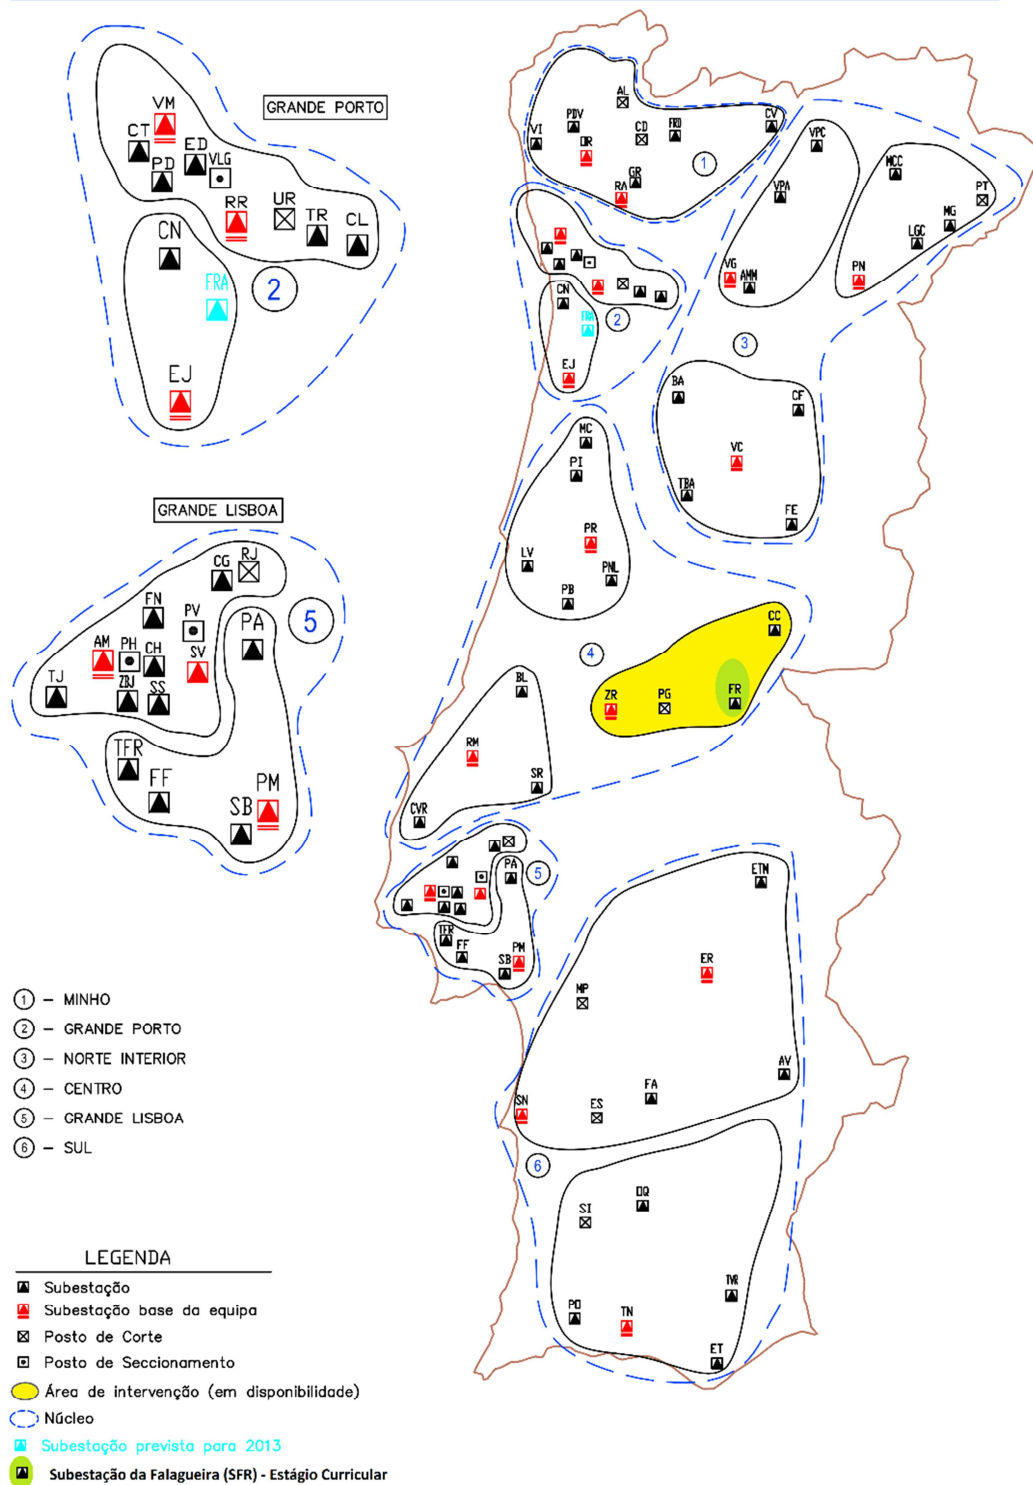 GRANDE PORTO
VM
CT
ED
PD
VLG
RR
UR
TR
CL
CN
FRA
2
EJ
GRANDE LISBOA
CG
RJ
FN
PV
PA
5
AM
PH
CH
SV
TJ
ZBJ
SS
TFR
FF
PM
SB
AL
PDV
CD
FRD
CV
VI
OR
1
GR
RA
VPC
MCC
PT
VPA
MG
LGC
VG
AMM
PN
CN
FRA
2
EJ
3
BA
CF
VC
TBA
FE
MC
PI
PR
LV
PNL
PB
CC
4
ZR
PG
FR
BL
RM
SR
CVR
PA
5
TFR
FF
PM
SB
ETM
ER
MP
AV
FA
SN
ES
6
OQ
SI
TVR
PO
TN
ET
1 – MINHO
2 – GRANDE PORTO
3 – NORTE INTERIOR
4 – CENTRO
5 – GRANDE LISBOA
6 – SUL
LEGENDA
Subestação
Subestação base da equipa
Posto de Corte
Posto de Seccionamento
Área de intervenção (em disponibilidade)
Núcleo
Subestação prevista para 2013
Subestação da Falagueira (SFR) - Estágio Curricular